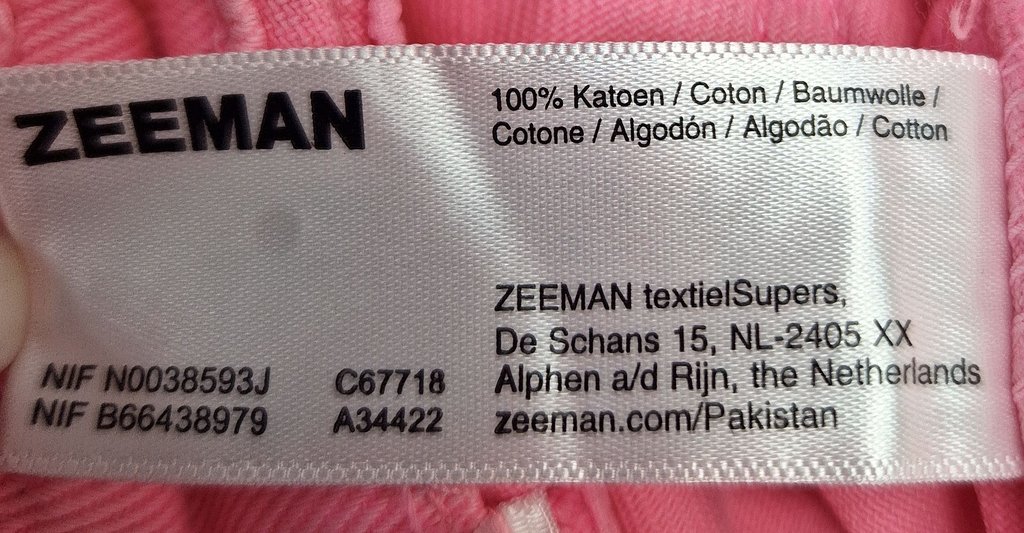 ZEEMAN
100% Katoen / Coton / Baumwolle /
Cotone / Algodón / Algodão / Cotton
ZEEMAN textielSupers,
De Schans 15, NL-2405 XX
Alphen a/d Rijn, the Netherlands
zeeman.com/Pakistan
NIF N0038593J C67718
NIF B66438979 A34422